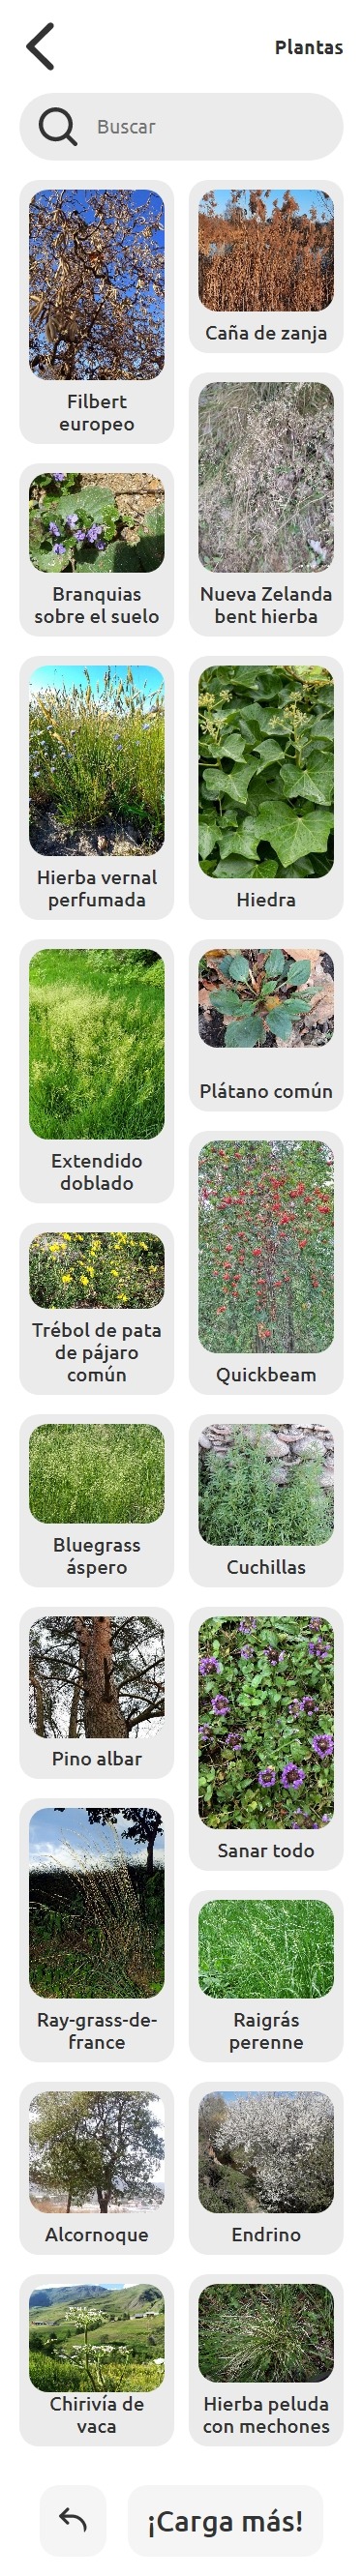 Plantas
Buscar
Filbert
europeo
Caña de zanja
Branquias
sobre el suelo
Nueva Zelanda
bent hierba
Hierba vernal
perfumada
Hiedra
Extendido
doblado
Plátano común
Trébol de pata
de pájaro
común
Quickbeam
Bluegrass
áspero
Cuchillas
Pino albar
Sanar todo
Ray-grass-de-
france
Raigrás
perenne
Alcornoque
Endrino
Chirivía de
vaca
Hierba peluda
con mechones
¡Carga más!